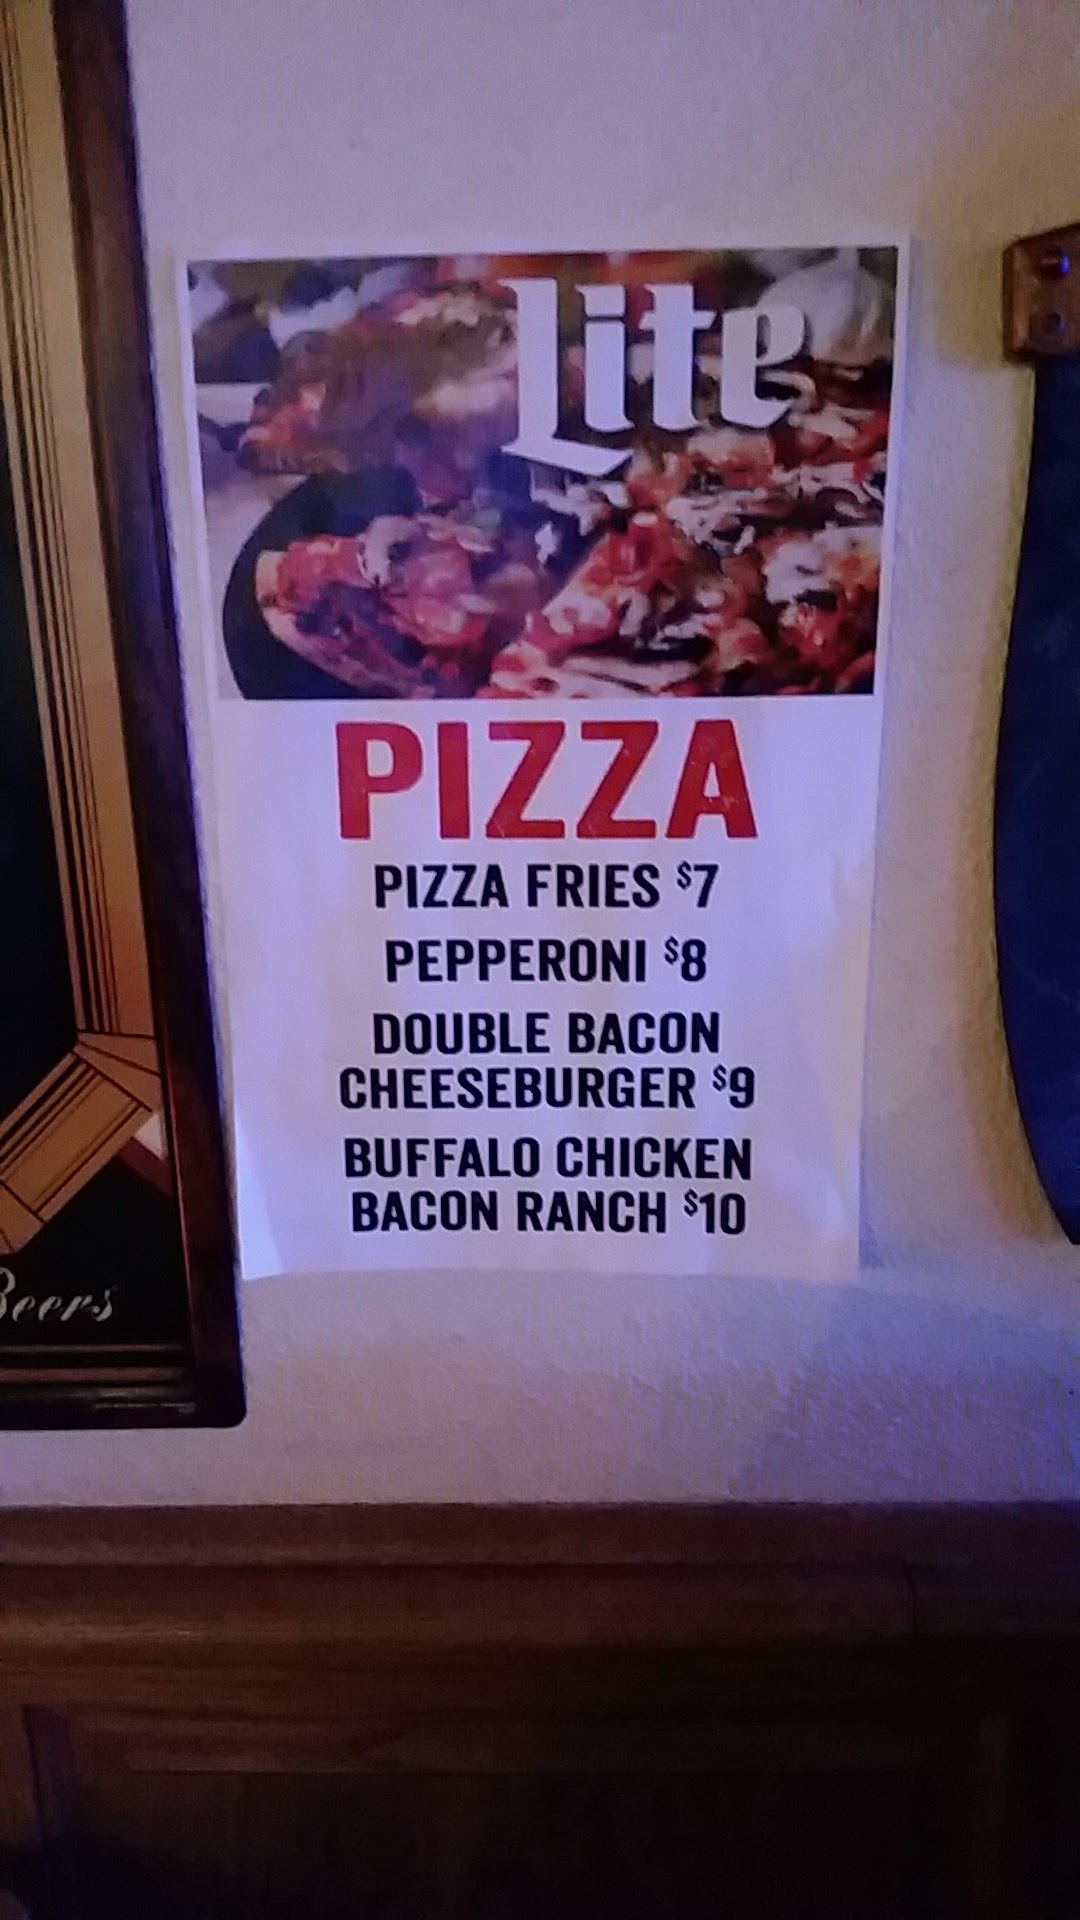 Lite
PIZZA
PIZZA FRIES $7
PEPPERONI $8
DOUBLE BACON
CHEESEBURGER $9
BUFFALO CHICKEN
BACON RANCH $10
Beers